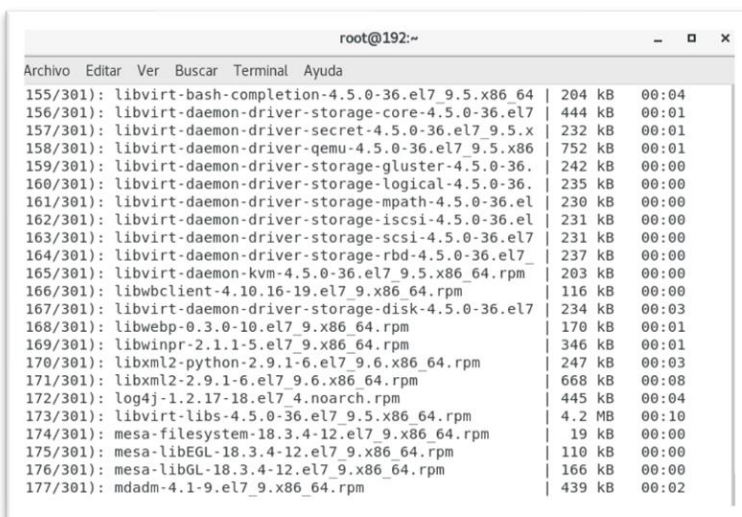 root@192:~
Archivo Editar Ver Buscar Terminal Ayuda
155/301): libvirt-bash-completion-4.5.0-36.el7_9.5.x86_64 | 204 kB 00:04
156/301): libvirt-daemon-driver-storage-core-4.5.0-36.el7 | 444 kB 00:01
157/301): libvirt-daemon-driver-secret-4.5.0-36.el7_9.5.x | 232 kB 00:01
158/301): libvirt-daemon-driver-qemu-4.5.0-36.el7_9.5.x86 | 752 kB 00:01
159/301): libvirt-daemon-driver-storage-gluster-4.5.0-36. | 242 kB 00:00
160/301): libvirt-daemon-driver-storage-logical-4.5.0-36. | 235 kB 00:00
161/301): libvirt-daemon-driver-storage-mpath-4.5.0-36.el | 230 kB 00:00
162/301): libvirt-daemon-driver-storage-iscsi-4.5.0-36.el | 231 kB 00:00
163/301): libvirt-daemon-driver-storage-scsi-4.5.0-36.el7 | 231 kB 00:00
164/301): libvirt-daemon-driver-storage-rbd-4.5.0-36.el7_ | 237 kB 00:00
165/301): libvirt-daemon-kvm-4.5.0-36.el7_9.5.x86_64.rpm | 203 kB 00:00
166/301): libwbclient-4.10.16-19.el7_9.x86_64.rpm | 116 kB 00:00
167/301): libvirt-daemon-driver-storage-disk-4.5.0-36.el7 | 234 kB 00:03
168/301): libwebp-0.3.0-10.el7_9.x86_64.rpm | 170 kB 00:01
169/301): libwinpr-2.1.1-5.el7_9.x86_64.rpm | 346 kB 00:01
170/301): libxml2-python-2.9.1-6.el7_9.6.x86_64.rpm | 247 kB 00:03
171/301): libxml2-2.9.1-6.el7_9.6.x86_64.rpm | 668 kB 00:08
172/301): log4j-1.2.17-18.el7_4.noarch.rpm | 445 kB 00:04
173/301): libvirt-libs-4.5.0-36.el7_9.5.x86_64.rpm | 4.2 MB 00:10
174/301): mesa-filesystem-18.3.4-12.el7_9.x86_64.rpm | 19 kB 00:00
175/301): mesa-libEGL-18.3.4-12.el7_9.x86_64.rpm | 110 kB 00:00
176/301): mesa-libGL-18.3.4-12.el7_9.x86_64.rpm | 166 kB 00:00
177/301): mdadm-4.1-9.el7_9.x86_64.rpm | 439 kB 00:02